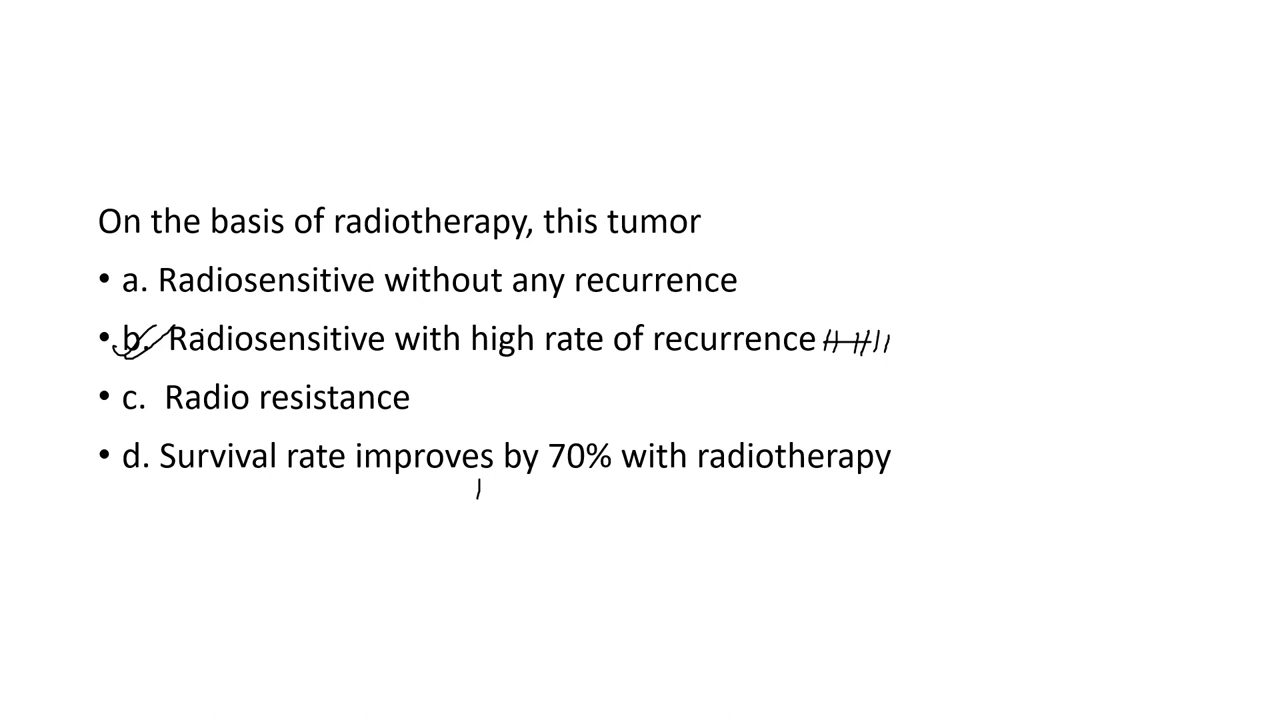 On the basis of radiotherapy, this tumor
• a. Radiosensitive without any recurrence
• b. Radiosensitive with high rate of recurrence
• c. Radio resistance
• d. Survival rate improves by 70% with radiotherapy